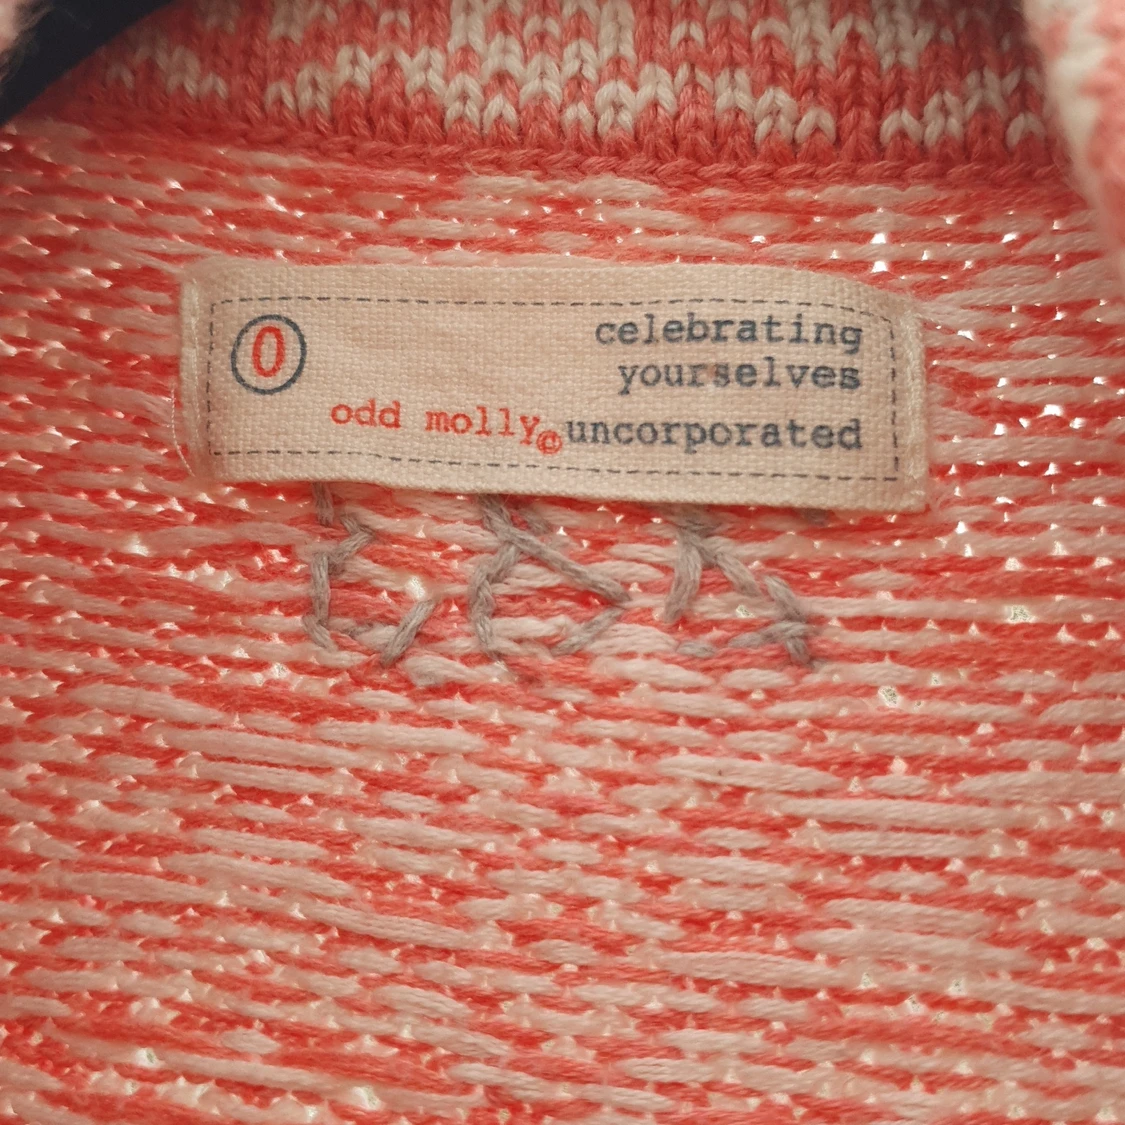 0
celebrating
yourselves
odd molly© uncorporated